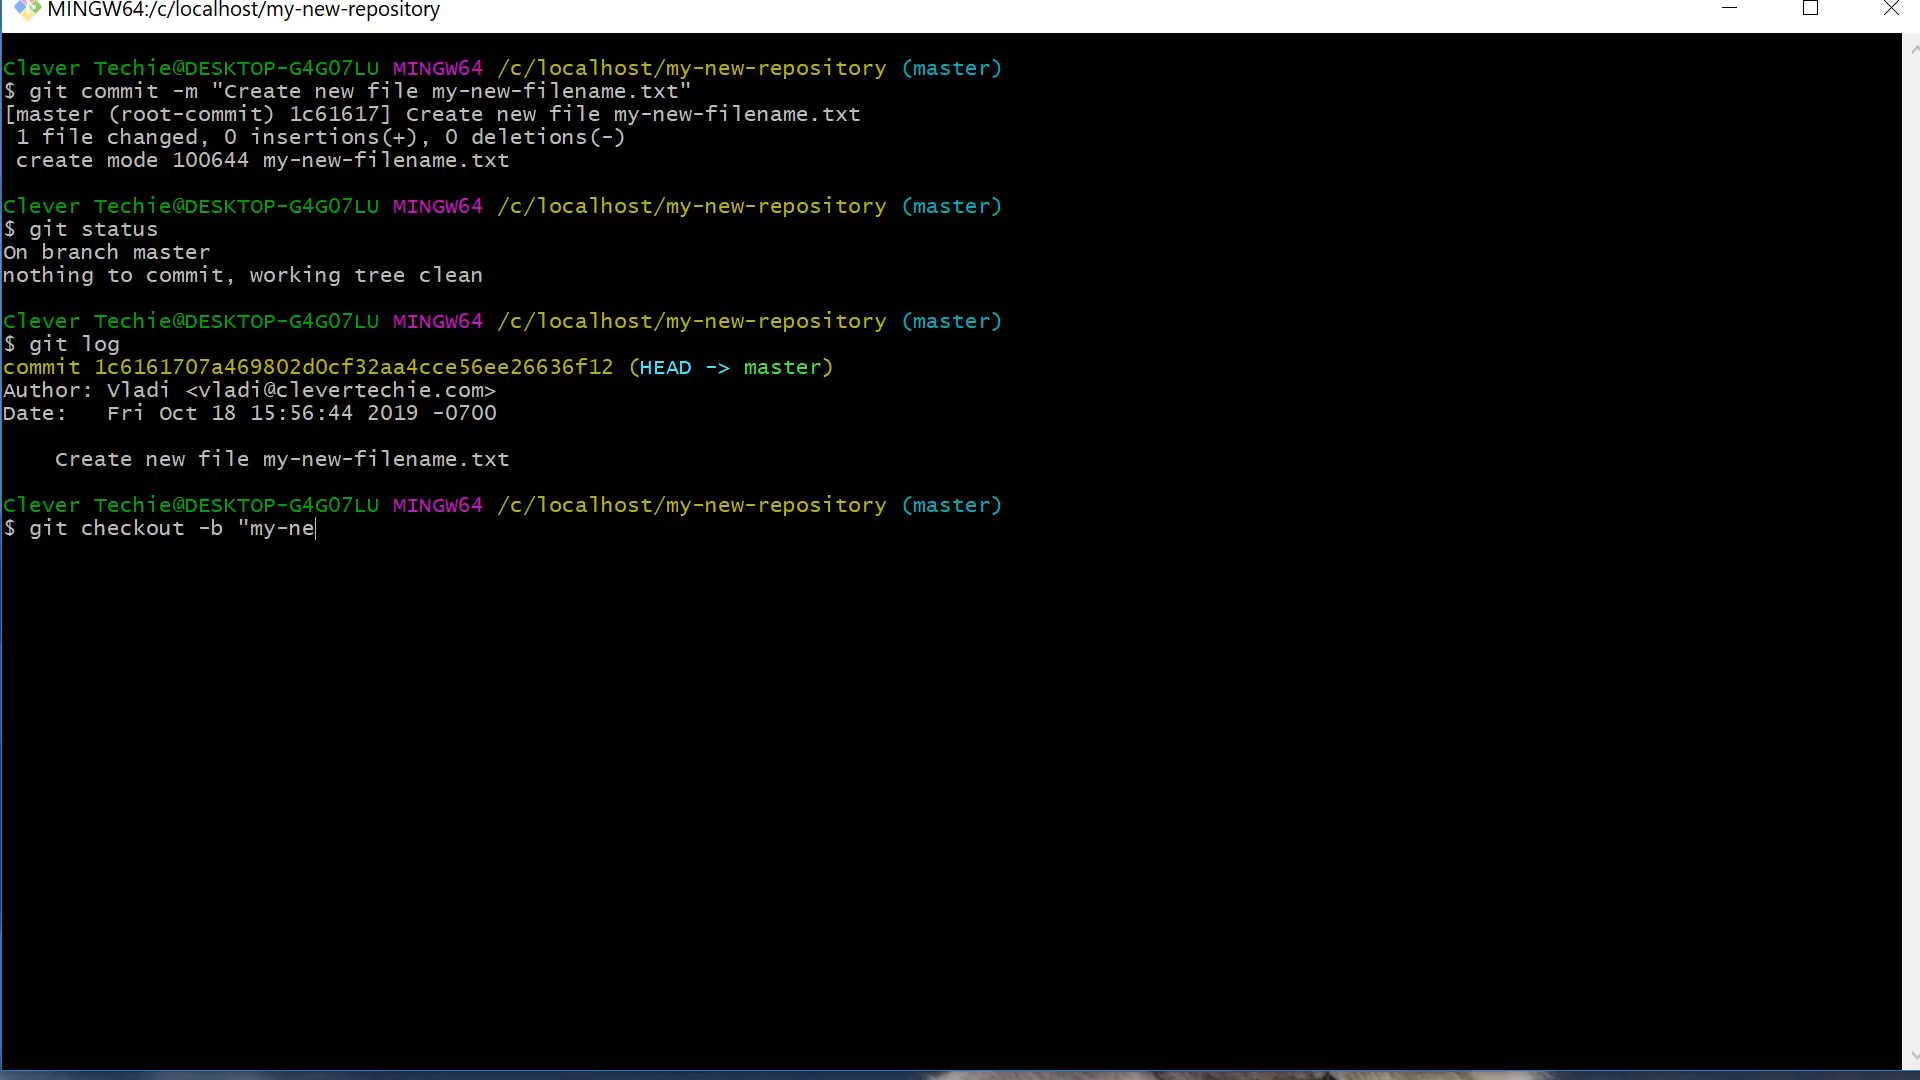 MINGW64:/c/localhost/my-new-repository
Clever Techie@DESKTOP-G4G07LU MINGW64 /c/localhost/my-new-repository (master)
$ git commit -m "Create new file my-new-filename.txt"
[master (root-commit) 1c61617] Create new file my-new-filename.txt
 1 file changed, 0 insertions(+), 0 deletions(-)
 create mode 100644 my-new-filename.txt
Clever Techie@DESKTOP-G4G07LU MINGW64 /c/localhost/my-new-repository (master)
$ git status
On branch master
nothing to commit, working tree clean
Clever Techie@DESKTOP-G4G07LU MINGW64 /c/localhost/my-new-repository (master)
$ git log
commit 1c6161707a469802d0cf32aa4cce56ee26636f12 (HEAD -> master)
Author: Vladi <vladi@clevertechie.com>
Date:   Fri Oct 18 15:56:44 2019 -0700
    Create new file my-new-filename.txt
Clever Techie@DESKTOP-G4G07LU MINGW64 /c/localhost/my-new-repository (master)
$ git checkout -b "my-ne